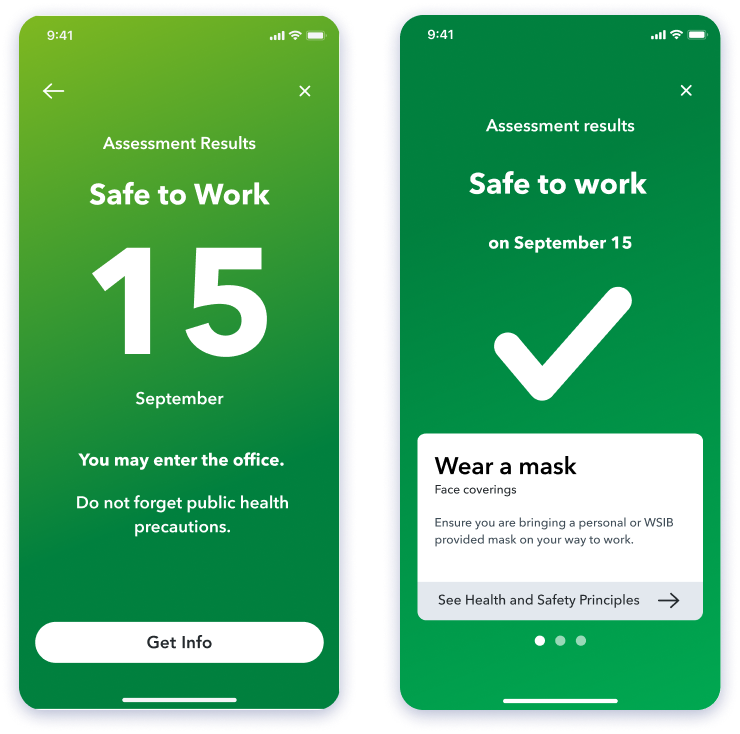 9:41
Assessment Results
Safe to Work
15
September
You may enter the office.
Do not forget public health
precautions.
Get Info
9:41
Assessment results
Safe to work
on September 15
Wear a mask
Face coverings
Ensure you are bringing a personal or WSIB
provided mask on your way to work.
See Health and Safety Principles